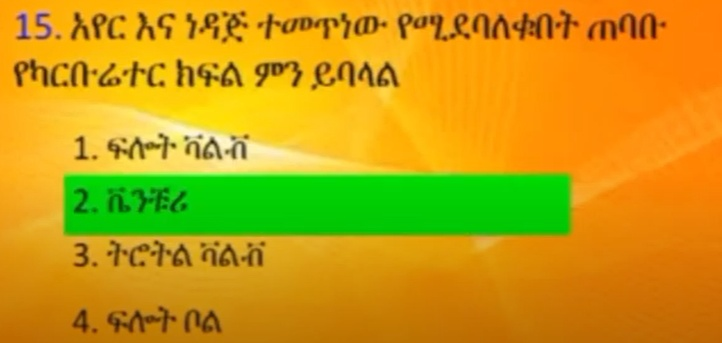 15. አየር እና ነዳጅ ተመጥነው የሚደባለቁበት ጠባቡ
የካርቡሬተር ክፍል ምን ይባላል
1. ፍሎት ቫልቭ
2. ቬንቹሪ
3. ትሮትል ቫልቭ
4. ፍሎት ቦል